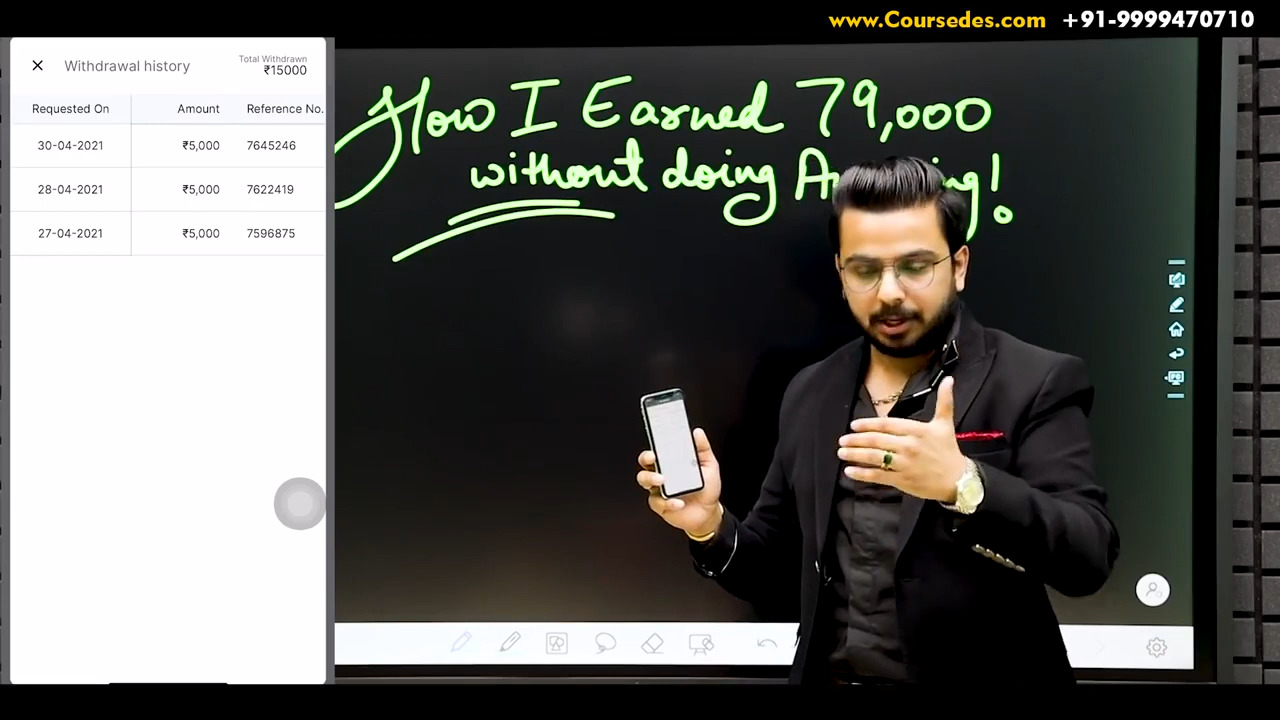 www.Coursedes.com +91-9999470710
Withdrawal history
Total Withdrawn
₹15000
Requested On Amount Reference No.
30-04-2021 ₹5,000 7645246
28-04-2021 ₹5,000 7622419
27-04-2021 ₹5,000 7596875
How I Earned 79,000
without doing